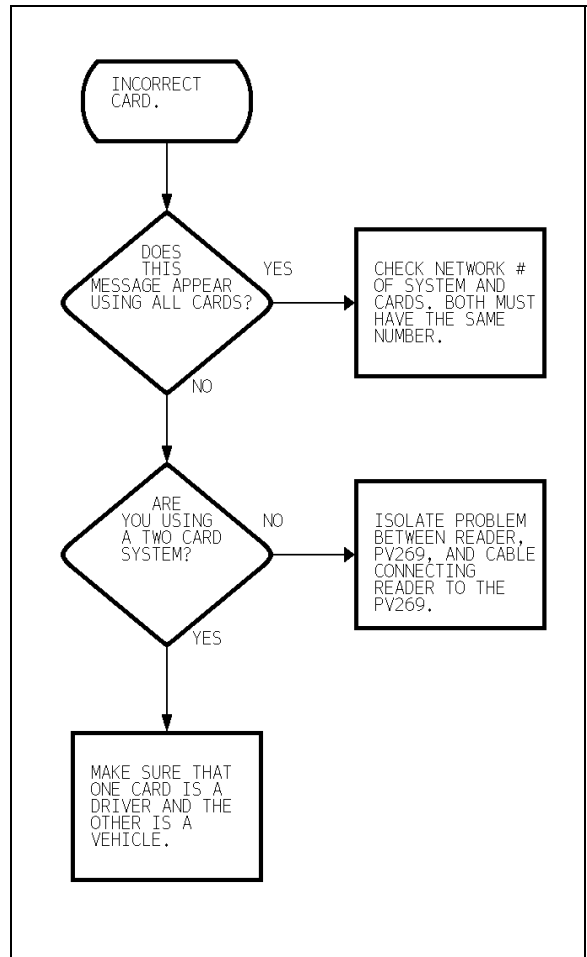 INCORRECT
CARD.
DOES
THIS
MESSAGE APPEAR
USING ALL CARDS?
YES
CHECK NETWORK #
OF SYSTEM AND
CARDS. BOTH MUST
HAVE THE SAME
NUMBER.
NO
ARE
YOU USING
A TWO CARD
SYSTEM?
NO
ISOLATE PROBLEM
BETWEEN READER,
PV269, AND CABLE
CONNECTING
READER TO THE
PV269.
YES
MAKE SURE THAT
ONE CARD IS A
DRIVER AND THE
OTHER IS A
VEHICLE.